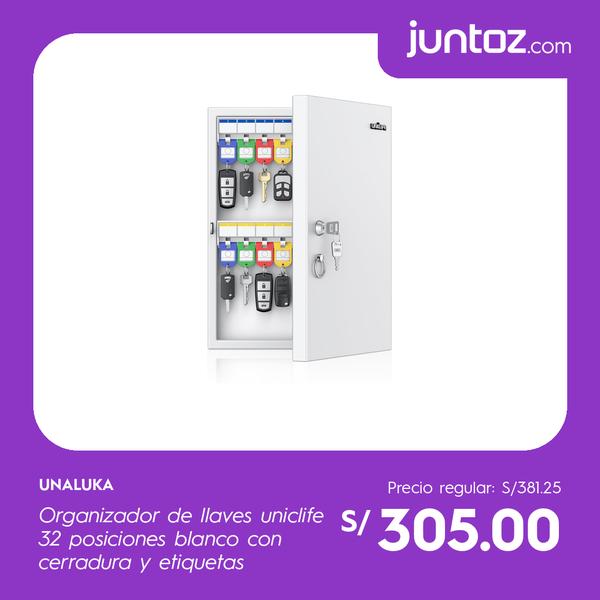 juntoz.com
UNALUKA
Organizador de llaves uniclife
32 posiciones blanco con
cerradura y etiquetas
Precio regular: S/381.25
S/ 305.00